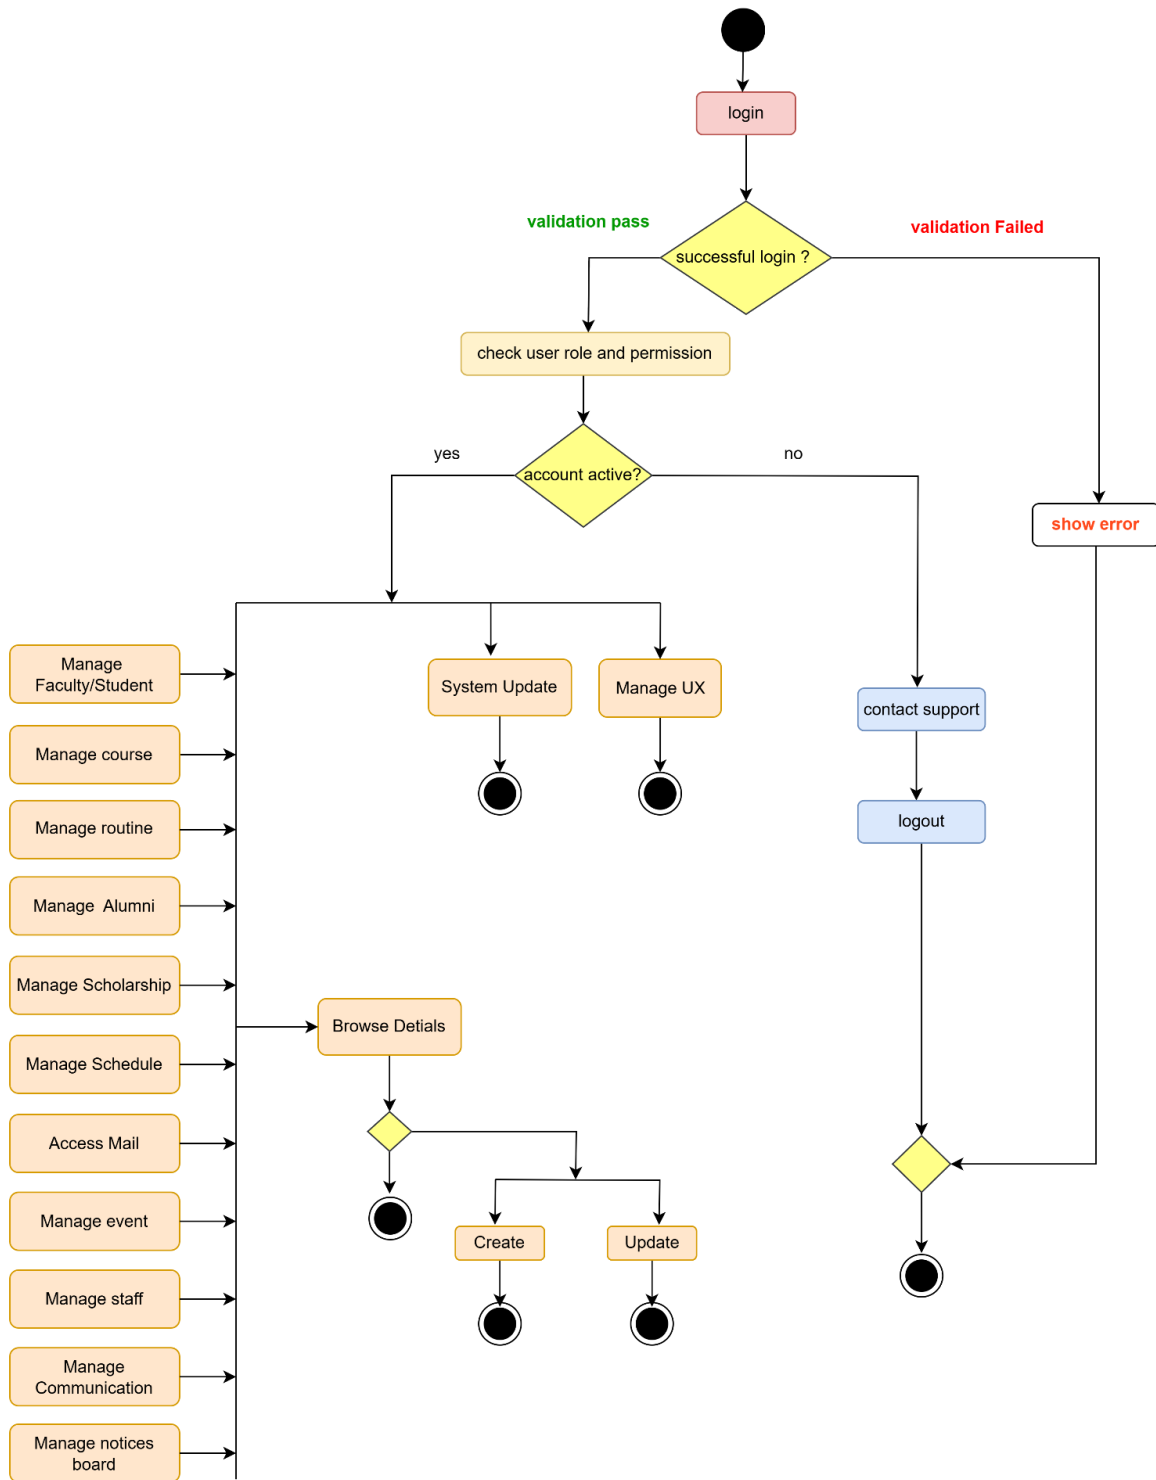 login
validation pass
validation Failed
successful login ?
check user role and permission
yes
no
account active?
show error
Manage
Faculty/Student
System Update
Manage UX
contact support
Manage course
Manage routine
logout
Manage  Alumni
Manage Scholarship
Browse Detials
Manage Schedule
Access Mail
Manage event
Create
Update
Manage staff
Manage
Communication
Manage notices
board